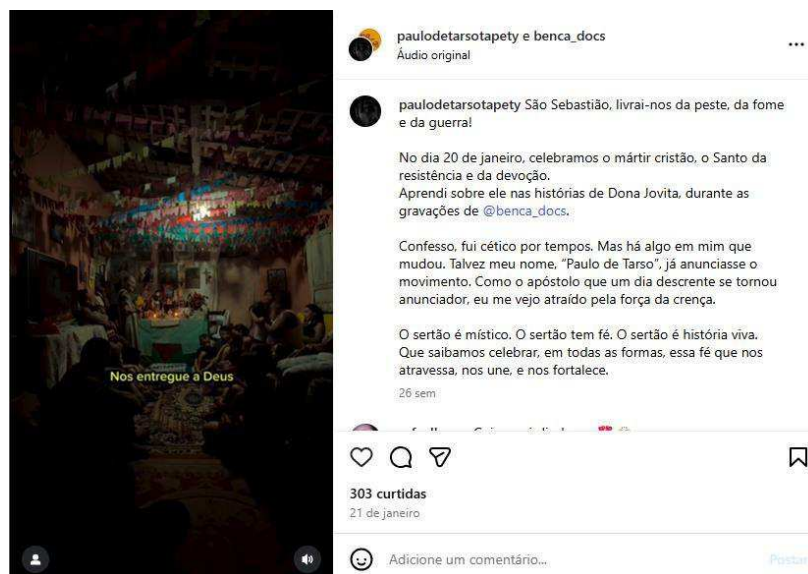 paulodetarsotapety e benca_docs
Áudio original
paulodetarsotapety São Sebastião, livrai-nos da peste, da fome
e da guerra!
No dia 20 de janeiro, celebramos o mártir cristão, o Santo da
resistência e da devoção.
Aprendi sobre ele nas histórias de Dona Jovita, durante as
gravações de @benca_docs.
Confesso, fui cético por tempos. Mas há algo em mim que
mudou. Talvez meu nome, “Paulo de Tarso”, já anunciasse o
movimento. Como o apóstolo que um dia descrente se tornou
anunciador, eu me vejo atraído pela força da crença.
O sertão é místico. O sertão tem fé. O sertão é história viva.
Que saibamos celebrar, em todas as formas, essa fé que nos
atravessa, nos une, e nos fortalece.
26 sem
Nos entregue a Deus
303 curtidas
21 de janeiro
Adicione um comentário...
Postar